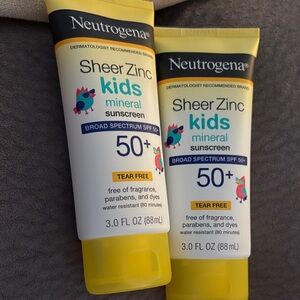 Neutrogena®
DERMATOLOGIST RECOMMENDED BRAND
Sheer Zinc
kids
mineral
sunscreen
BROAD SPECTRUM SPF 50+
50+
TEAR FREE
free of fragrance,
parabens, and dyes
water resistant (80 minutes)
3.0 FL OZ (88mL)
Neutrogena®
DERMATOLOGIST RECOMMENDED BRAND
Sheer Zinc
kids
mineral
sunscreen
BROAD SPECTRUM SPF 50+
50+
TEAR FREE
free of fragrance,
parabens, and dyes
water resistant (80 minutes)
3.0 FL OZ (88mL)